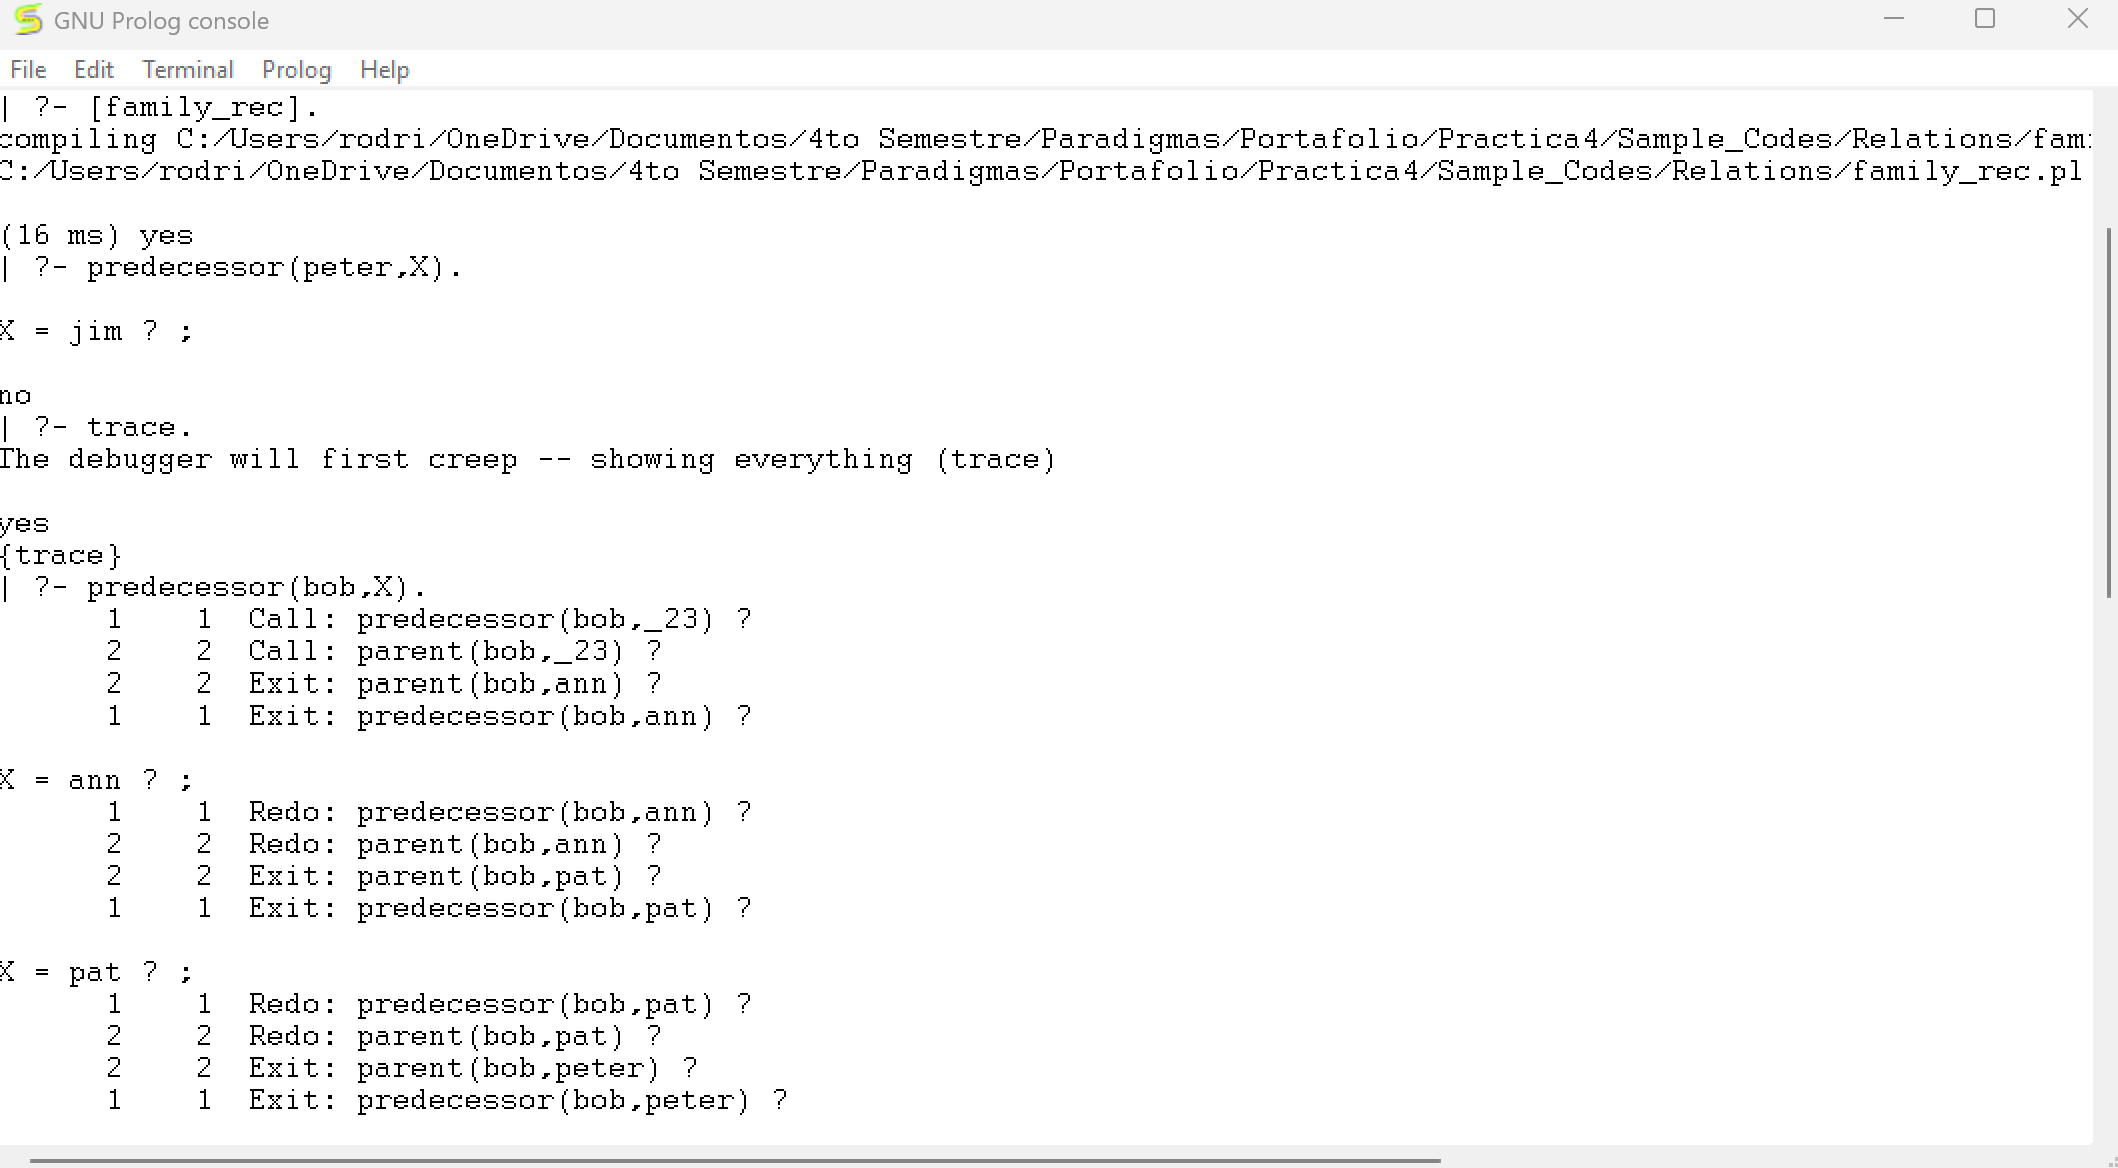 GNU Prolog console
File Edit Terminal Prolog Help
| ?- [family_rec].
compiling C:/Users/rodri/OneDrive/Documentos/4to Semestre/Paradigmas/Portafolio/Practica4/Sample_Codes/Relations/fam
C:/Users/rodri/OneDrive/Documentos/4to Semestre/Paradigmas/Portafolio/Practica4/Sample_Codes/Relations/family_rec.pl
(16 ms) yes
| ?- predecessor(peter,X).
X = jim ? ;
no
| ?- trace.
The debugger will first creep -- showing everything (trace)
yes
{trace}
| ?- predecessor(bob,X).
1 1 Call: predecessor(bob,_23) ?
2 2 Call: parent(bob,_23) ?
2 2 Exit: parent(bob,ann) ?
1 1 Exit: predecessor(bob,ann) ?
X = ann ? ;
1 1 Redo: predecessor(bob,ann) ?
2 2 Redo: parent(bob,ann) ?
2 2 Exit: parent(bob,pat) ?
1 1 Exit: predecessor(bob,pat) ?
X = pat ? ;
1 1 Redo: predecessor(bob,pat) ?
2 2 Redo: parent(bob,pat) ?
2 2 Exit: parent(bob,peter) ?
1 1 Exit: predecessor(bob,peter) ?